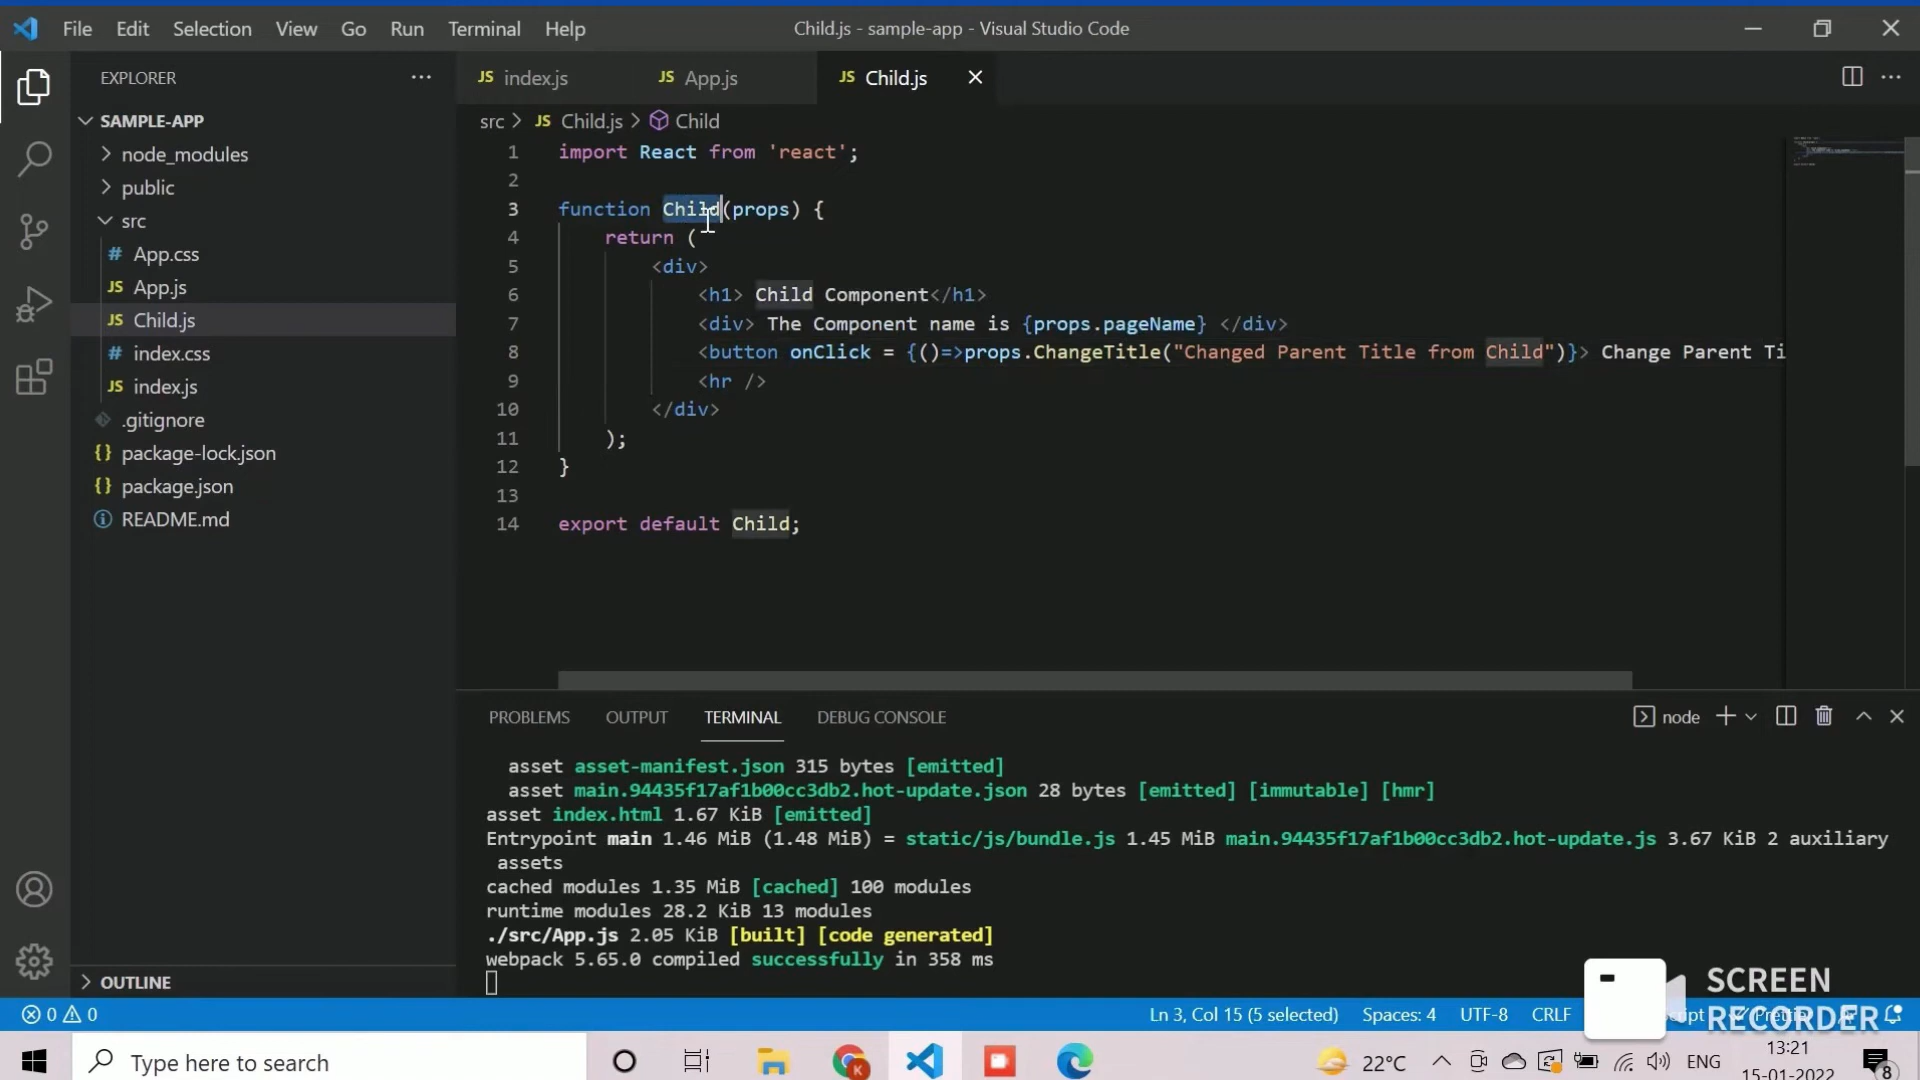 File Edit Selection View Go Run Terminal Help
Child.js - sample-app - Visual Studio Code
EXPLORER
SAMPLE-APP
node_modules
public
src
# App.css
JS App.js
JS Child.js
# index.css
JS index.js
.gitignore
{} package-lock.json
{} package.json
README.md
OUTLINE
JS index.js
JS App.js
JS Child.js
src > JS Child.js > Child
1 import React from 'react';
2
3 function Child(props) {
4 return (
5 <div>
6 <h1> Child Component</h1>
7 <div> The Component name is {props.pageName} </div>
8 <button onClick = {()=>props.ChangeTitle("Changed Parent Title from Child")}> Change Parent Ti
9 <hr />
10 </div>
11 );
12 }
13
14 export default Child;
PROBLEMS OUTPUT TERMINAL DEBUG CONSOLE
node
asset asset-manifest.json 315 bytes [emitted]
asset main.94435f17af1b00cc3db2.hot-update.json 28 bytes [emitted] [immutable] [hmr]
asset index.html 1.67 KiB [emitted]
Entrypoint main 1.46 MiB (1.48 MiB) = static/js/bundle.js 1.45 MiB main.94435f17af1b00cc3db2.hot-update.js 3.67 KiB 2 auxiliary
assets
cached modules 1.35 MiB [cached] 100 modules
runtime modules 28.2 KiB 13 modules
./src/App.js 2.05 KiB [built] [code generated]
webpack 5.65.0 compiled successfully in 358 ms
SCREEN
RECORDER
0 0
Ln 3, Col 15 (5 selected) Spaces: 4 UTF-8 CRLF
Type here to search
K
22°C
ENG
13:21
15-01-2022
8